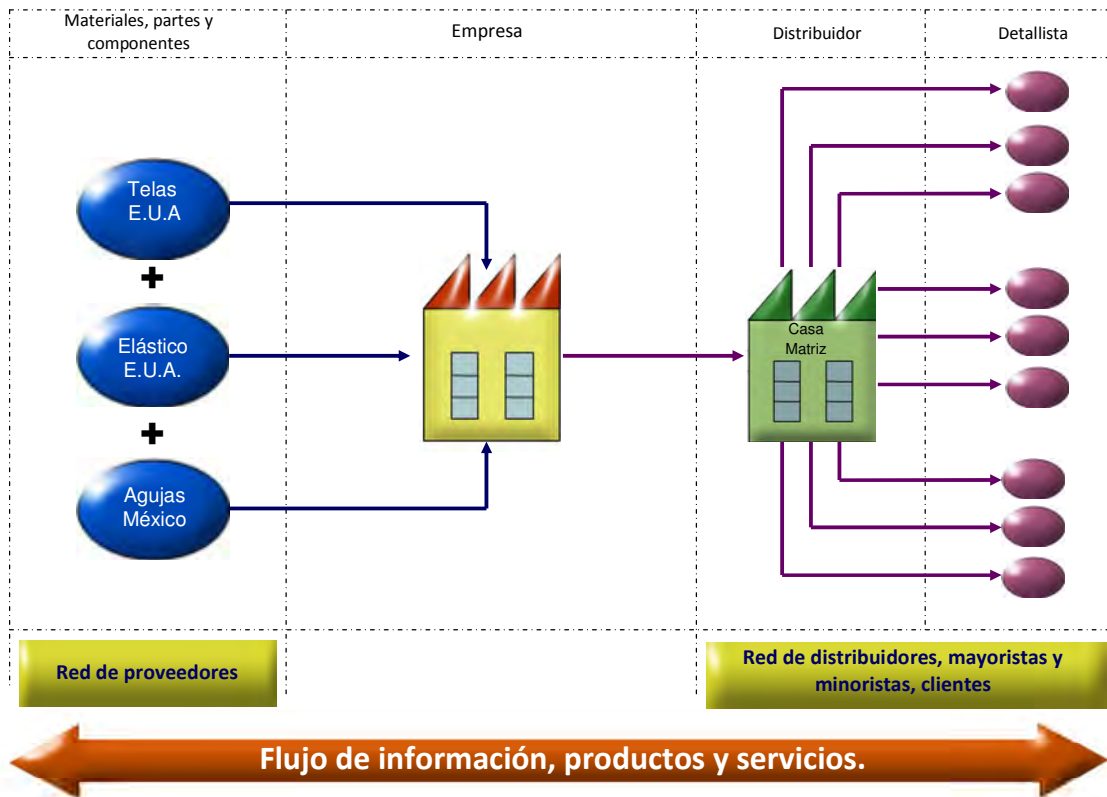 Materiales, partes y
componentes
Empresa
Distribuidor
Detallista
Telas
E.U.A
+
Elástico
E.U.A.
+
Agujas
México
Casa
Matriz
Red de proveedores
Red de distribuidores, mayoristas y
minoristas, clientes
Flujo de información, productos y servicios.